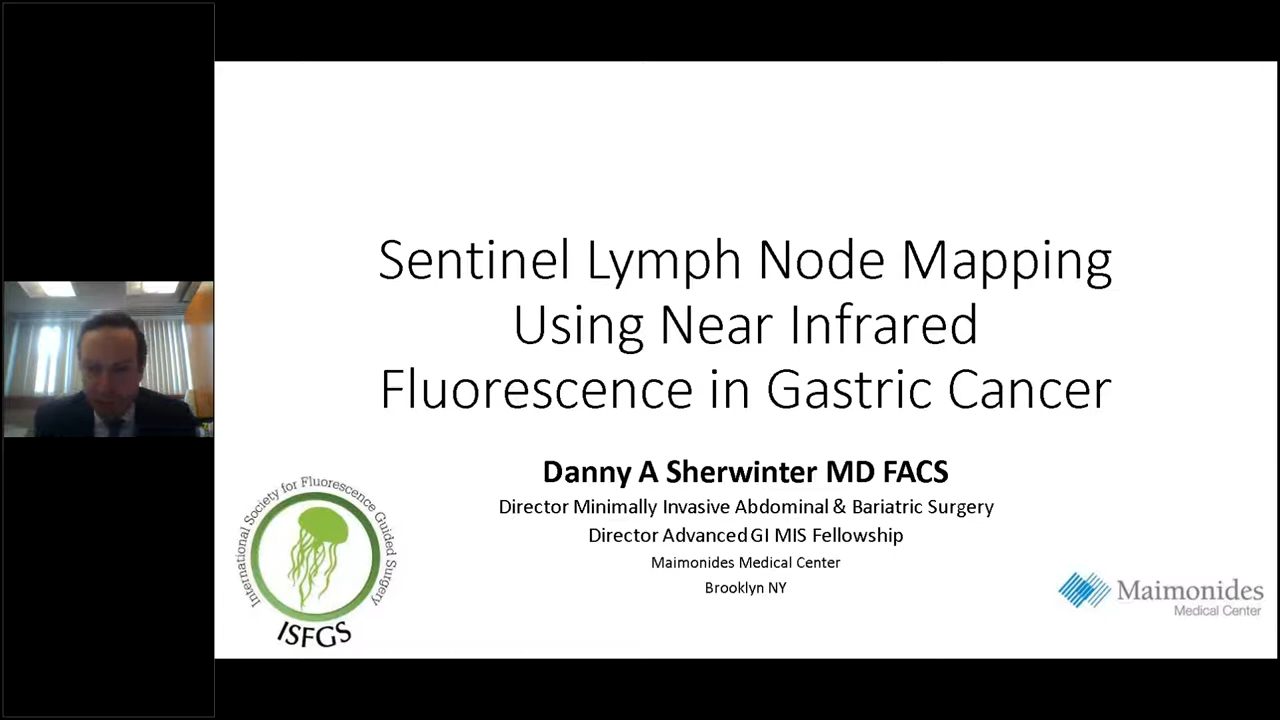 Sentinel Lymph Node Mapping
Using Near Infrared
Fluorescence in Gastric Cancer
Danny A Sherwinter MD FACS
Director Minimally Invasive Abdominal & Bariatric Surgery
Director Advanced GI MIS Fellowship
Maimonides Medical Center
Brooklyn NY
International Society for Fluorescence Guided Surgery
ISFGS
Maimonides
Medical Center